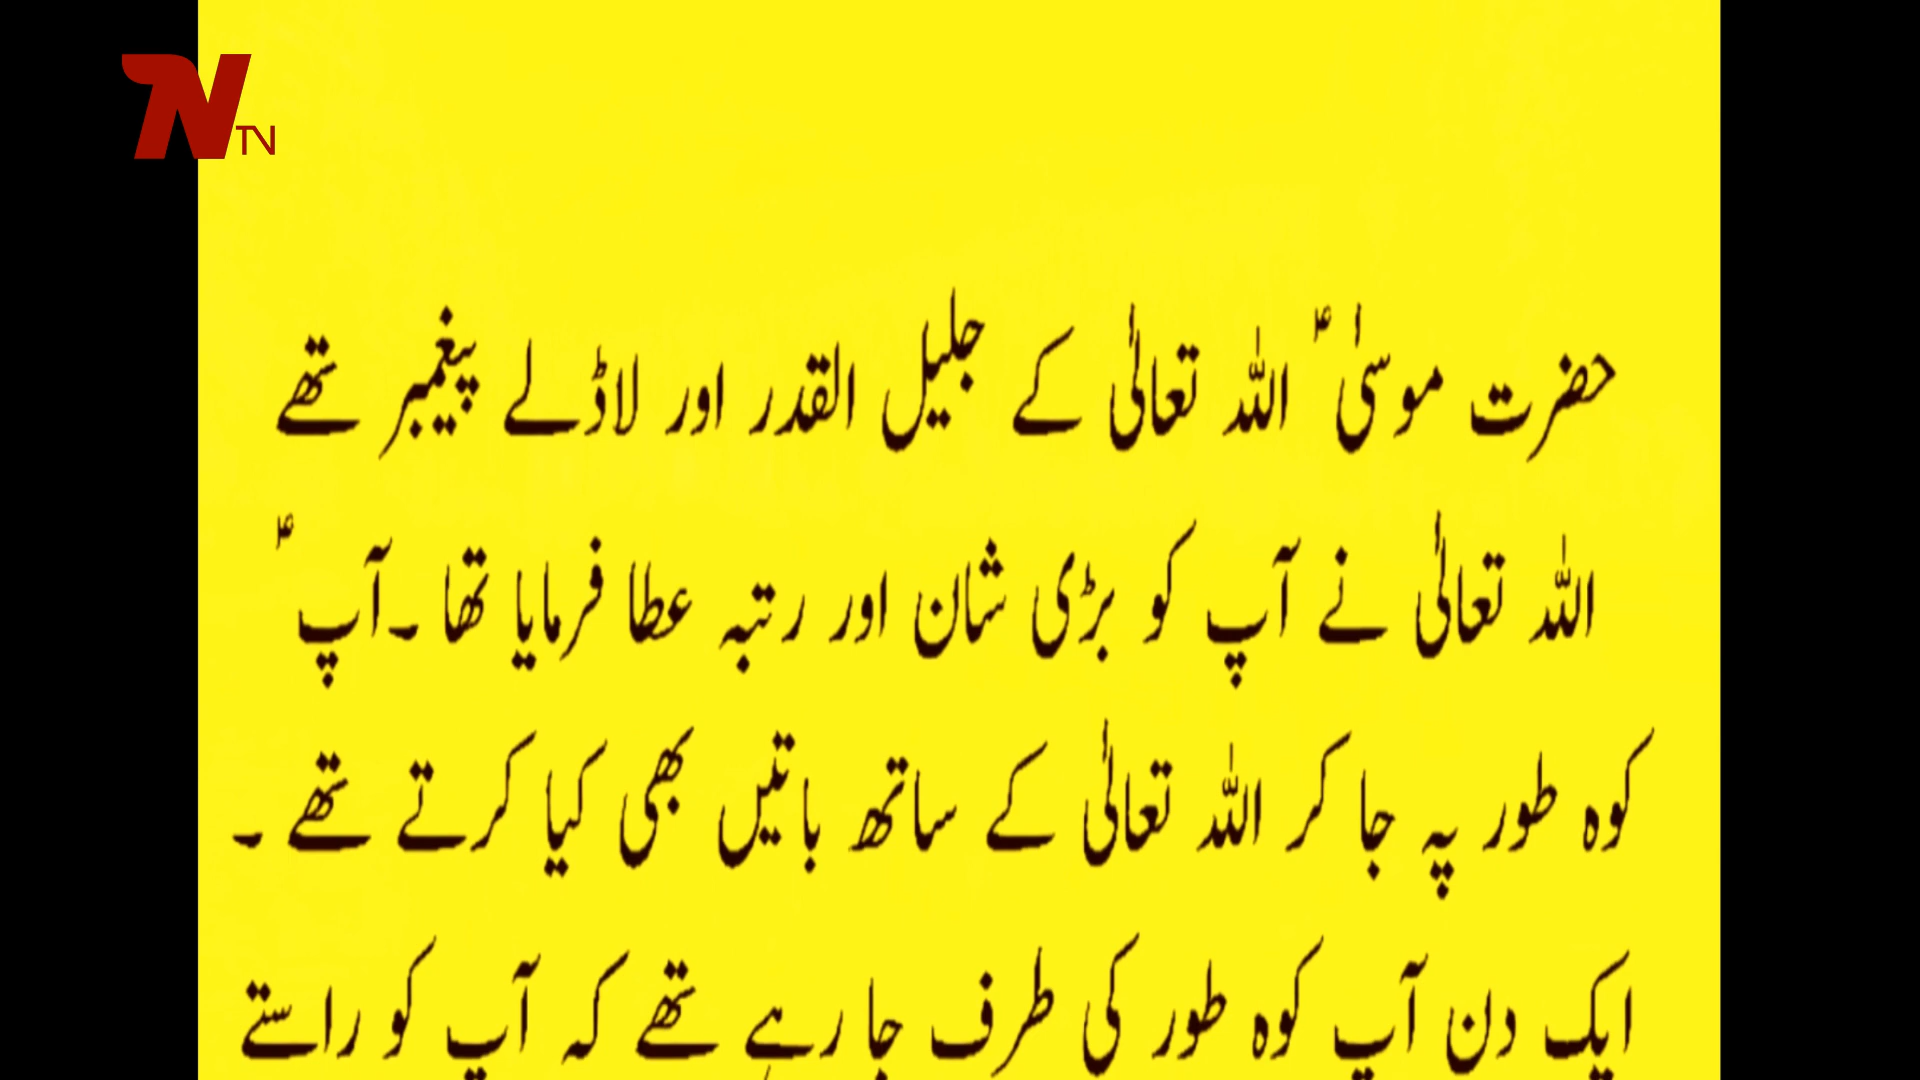 TN TV
حضرت موسیٰ ؑ اللہ تعالیٰ کے جلیل القدر اور لاڈلے پیغمبر تھے
اللہ تعالیٰ نے آپ کو بڑی شان اور رتبہ عطا فرمایا تھا ۔آپ ؑ
کوہ طور پہ جا کر اللہ تعالیٰ کے ساتھ باتیں بھی کیا کرتے تھے ۔
ایک دن آپ کوہ طور کی طرف جا رہے تھے کہ آپ کو راستے